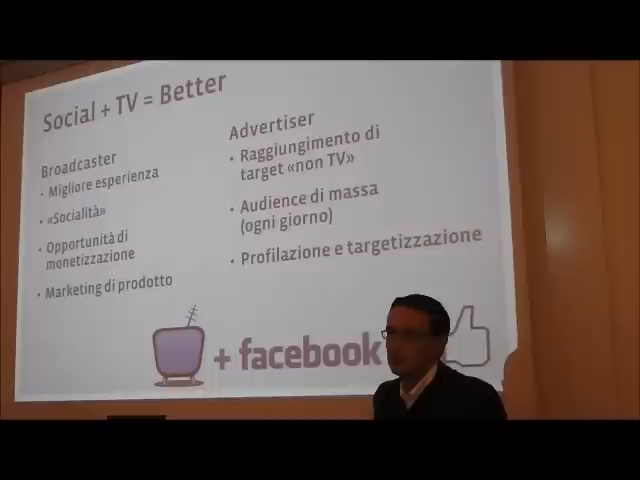 Social + TV = Better
Broadcaster
• Migliore esperienza
• «Socialità»
• Opportunità di
monetizzazione
• Marketing di prodotto
Advertiser
• Raggiungimento di
target «non TV»
• Audience di massa
(ogni giorno)
• Profilazione e targetizzazione
+ facebook